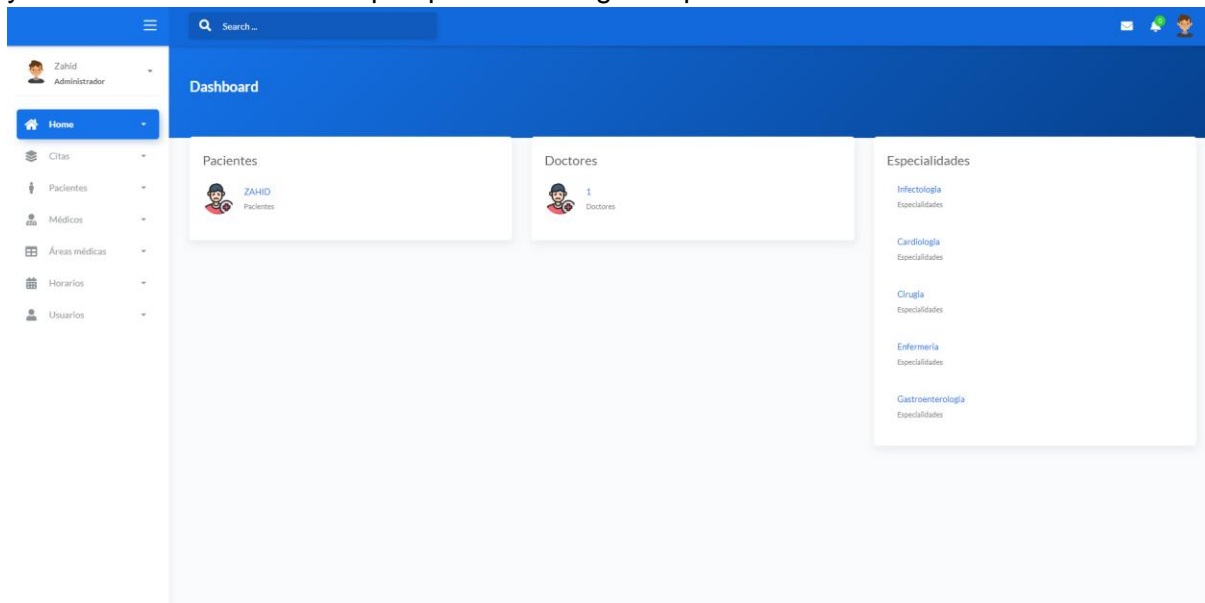 Search ...
Zahid
Administrador
Dashboard
Home
Citas
Pacientes
Médicos
Áreas médicas
Horarios
Usuarios
Pacientes
ZAHID
Pacientes
Doctores
1
Doctores
Especialidades
Infectología
Especialidades
Cardiología
Especialidades
Cirugía
Especialidades
Enfermería
Especialidades
Gastroenterología
Especialidades